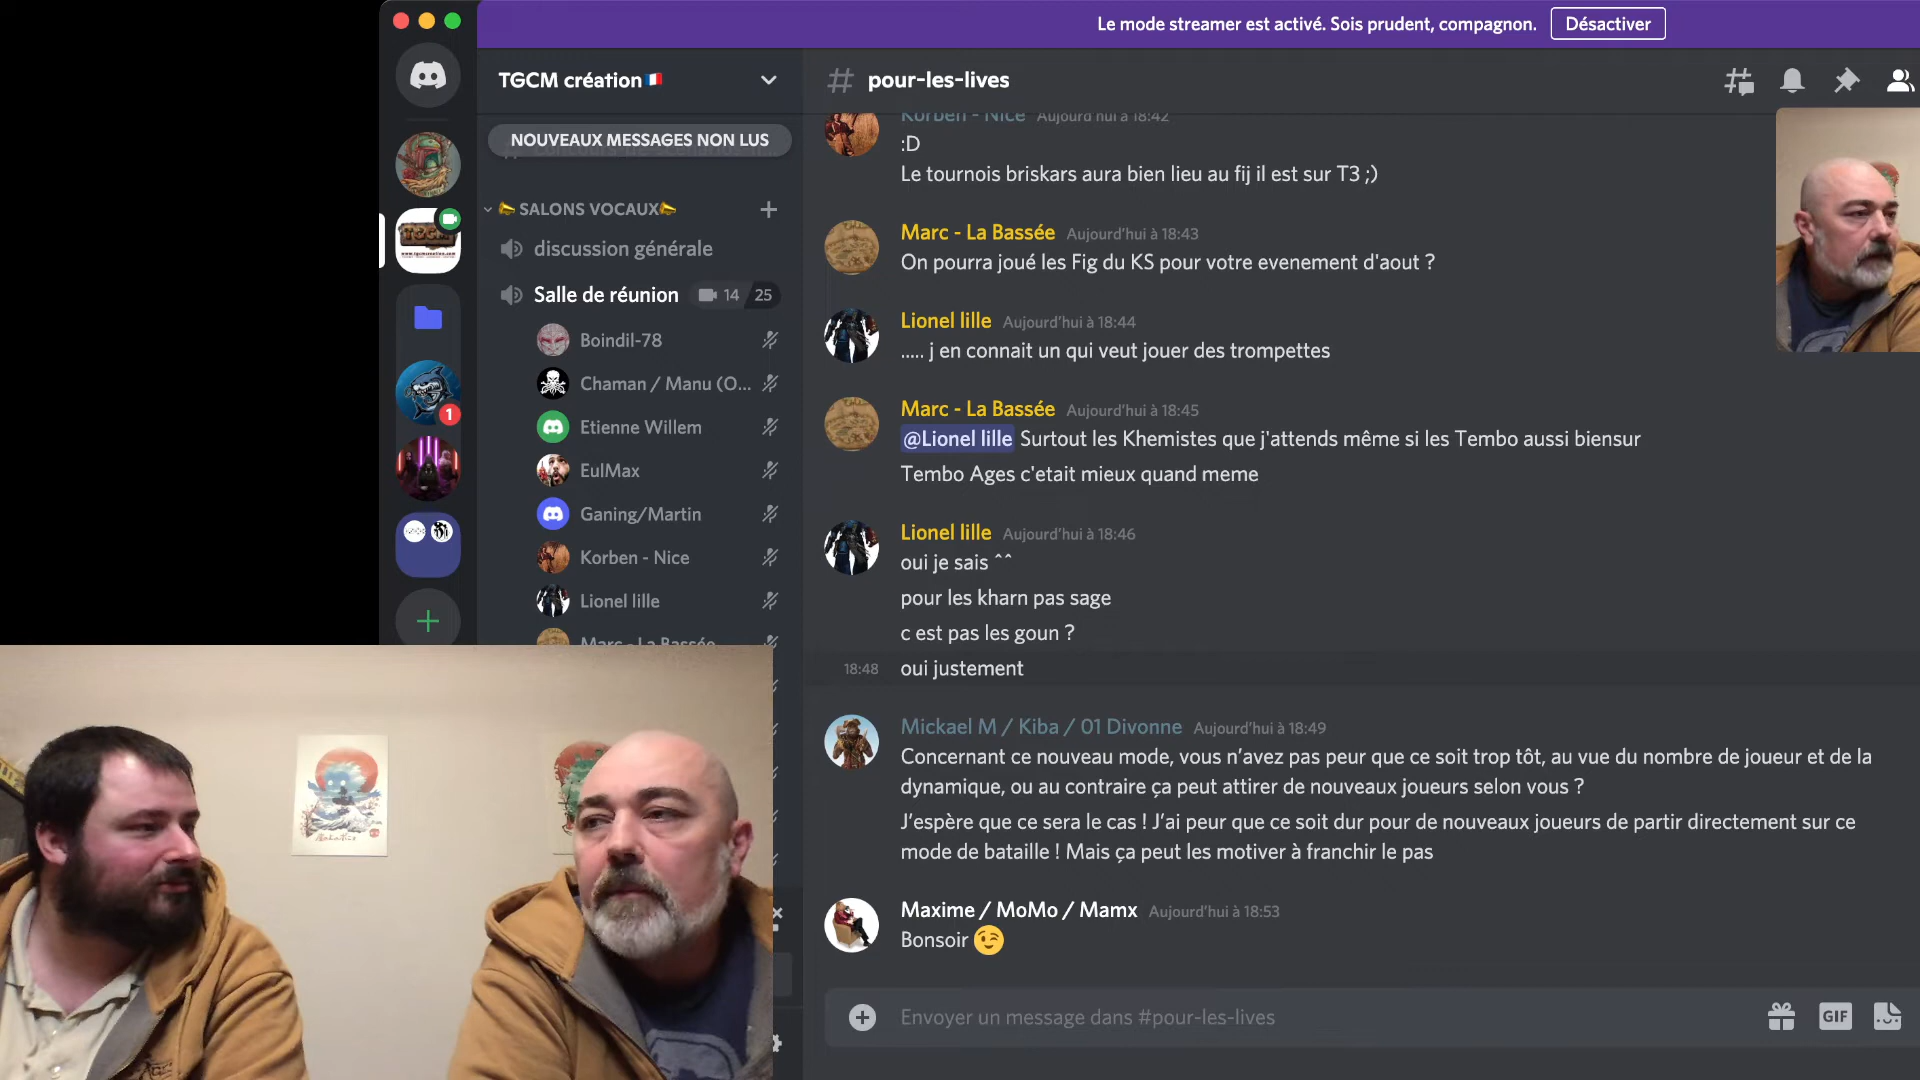 Le mode streamer est activé. Sois prudent, compagnon.
Désactiver
TGCM création
pour-les-lives
NOUVEAUX MESSAGES NON LUS
SALONS VOCAUX
discussion générale
Salle de réunion 14 25
Boindil-78
Chaman / Manu (O...
Etienne Willem
EulMax
Ganing/Martin
Korben - Nice
Lionel lille
Marc - La Bassée
1
TGCM
Korben - Nice Aujourd'hui à 18:42
:D
Le tournois briskars aura bien lieu au fij il est sur T3 ;)
Marc - La Bassée Aujourd'hui à 18:43
On pourra joué les Fig du KS pour votre evenement d'aout ?
Lionel lille Aujourd'hui à 18:44
..... j en connait un qui veut jouer des trompettes
Marc - La Bassée Aujourd'hui à 18:45
@Lionel lille Surtout les Khemistes que j'attends même si les Tembo aussi biensur
Tembo Ages c'etait mieux quand meme
Lionel lille Aujourd'hui à 18:46
oui je sais ^^
pour les kharn pas sage
c est pas les goun ?
18:48 oui justement
Mickael M / Kiba / 01 Divonne Aujourd'hui à 18:49
Concernant ce nouveau mode, vous n’avez pas peur que ce soit trop tôt, au vue du nombre de joueur et de la
dynamique, ou au contraire ça peut attirer de nouveaux joueurs selon vous ?
J’espère que ce sera le cas ! J’ai peur que ce soit dur pour de nouveaux joueurs de partir directement sur ce
mode de bataille ! Mais ça peut les motiver à franchir le pas
Maxime / MoMo / Mamx Aujourd'hui à 18:53
Bonsoir
Envoyer un message dans #pour-les-lives
GIF